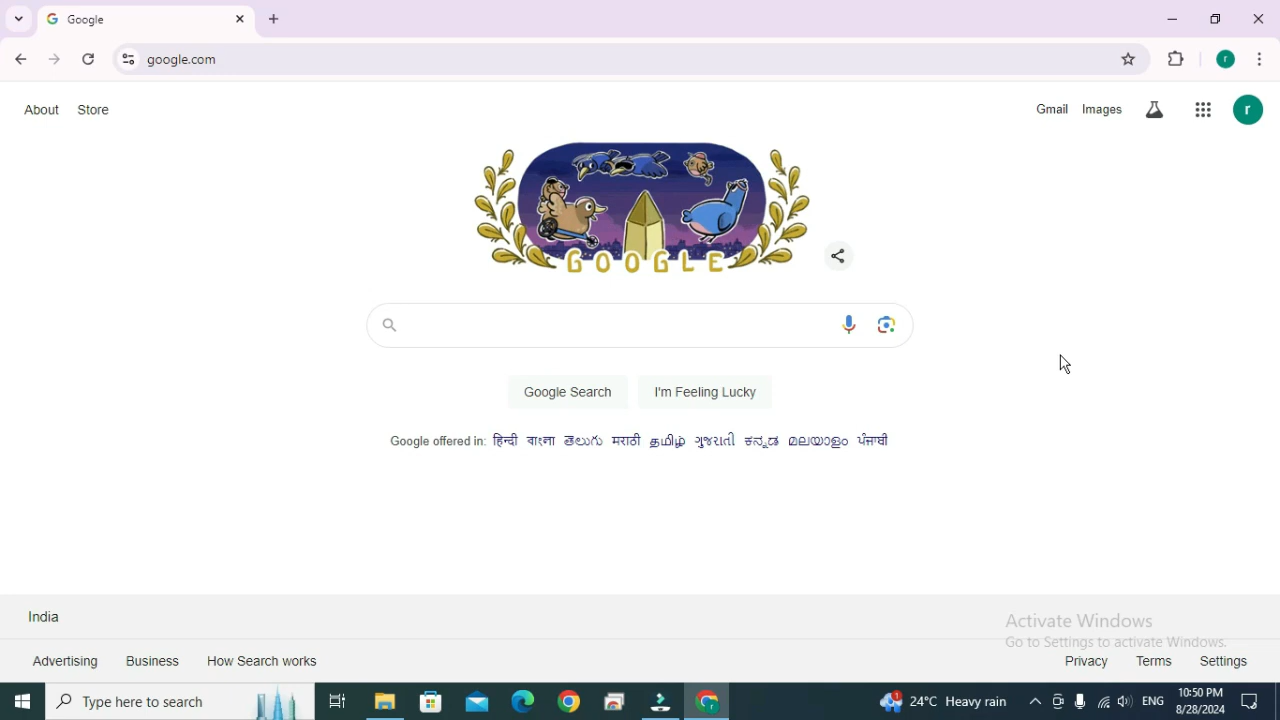 Google
google.com
r
About Store
Gmail Images
r
GOOGLE
Google Search I'm Feeling Lucky
Google offered in: हिन्दी বাংলা తెలుగు मराठी தமிழ் ગુજરાતી ಕನ್ನಡ മലയാളം ਪੰਜਾਬੀ
India
Activate Windows
Go to Settings to activate Windows.
Advertising Business How Search works
Privacy Terms Settings
Type here to search
1
r
24°C Heavy rain
ENG
10:50 PM
8/28/2024